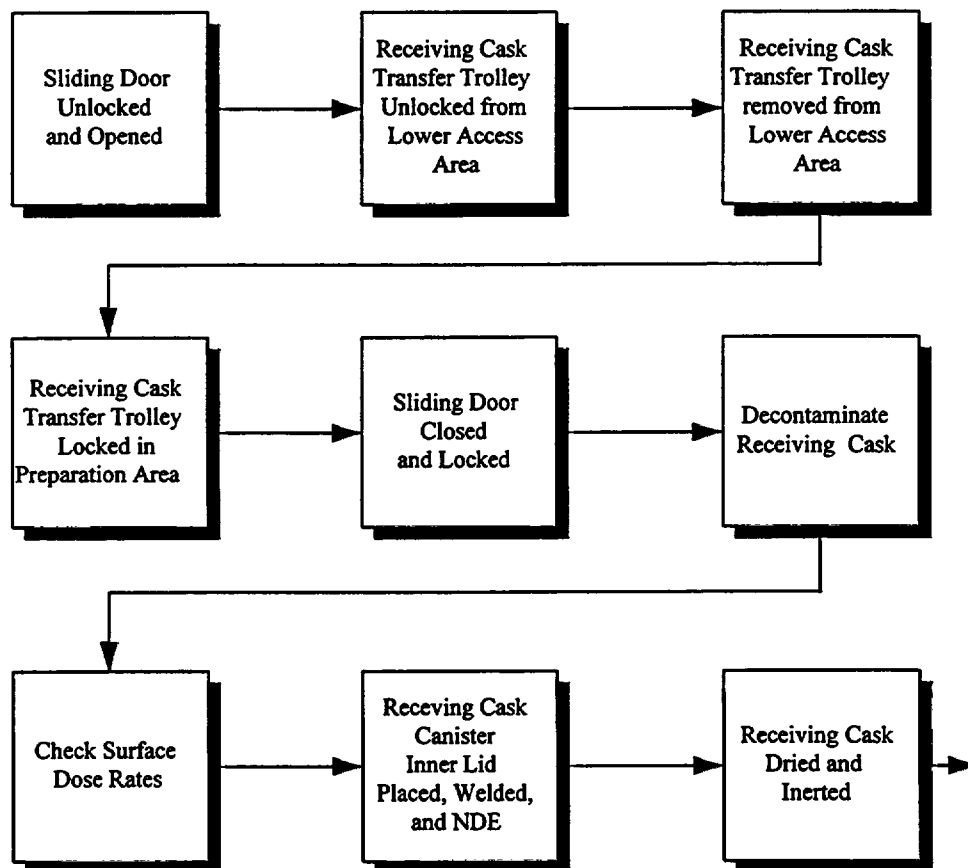 Sliding Door
Unlocked
and Opened
Receiving Cask
Transfer Trolley
Unlocked from
Lower Access
Area
Receiving Cask
Transfer Trolley
removed from
Lower Access
Area
Receiving Cask
Transfer Trolley
Locked in
Preparation Area
Sliding Door
Closed
and Locked
Decontaminate
Receiving Cask
Check Surface
Dose Rates
Receving Cask
Canister
Inner Lid
Placed, Welded,
and NDE
Receiving Cask
Dried and
Inerted